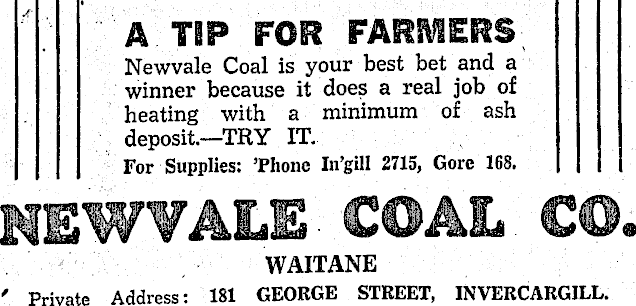 A TIP FOR FARMERS
Newvale Coal is your best bet and a
winner because it does a real job of
heating with a minimum of ash
deposit.—TRY IT.
For Supplies: 'Phone In'gill 2715, Gore 168.
NEWVALE COAL CO.
WAITANE
Private Address: 181 GEORGE STREET, INVERCARGILL.